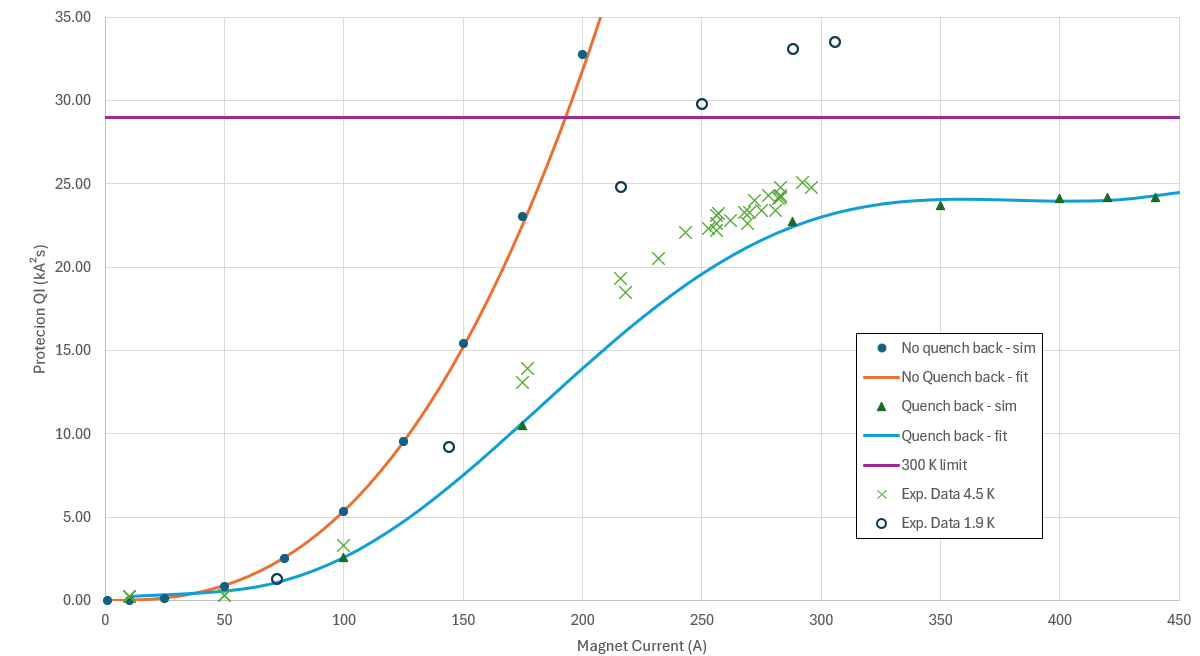 35.00
30.00
25.00
20.00
15.00
10.00
5.00
0.00
Protecion QI (kA²s)
0 50 100 150 200 250 300 350 400 450
Magnet Current (A)
No quench back - sim
No Quench back - fit
Quench back - sim
Quench back - fit
300 K limit
Exp. Data 4.5 K
Exp. Data 1.9 K